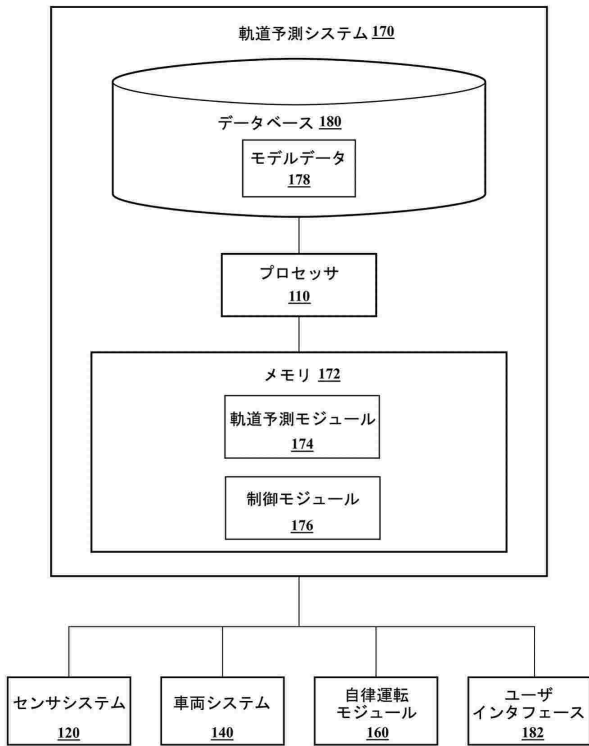 軌道予測システム 170
データベース 180
モデルデータ
178
プロセッサ
110
メモリ 172
軌道予測モジュール
174
制御モジュール
176
センサシステム
120
車両システム
140
自律運転
モジュール
160
ユーザ
インタフェース
182